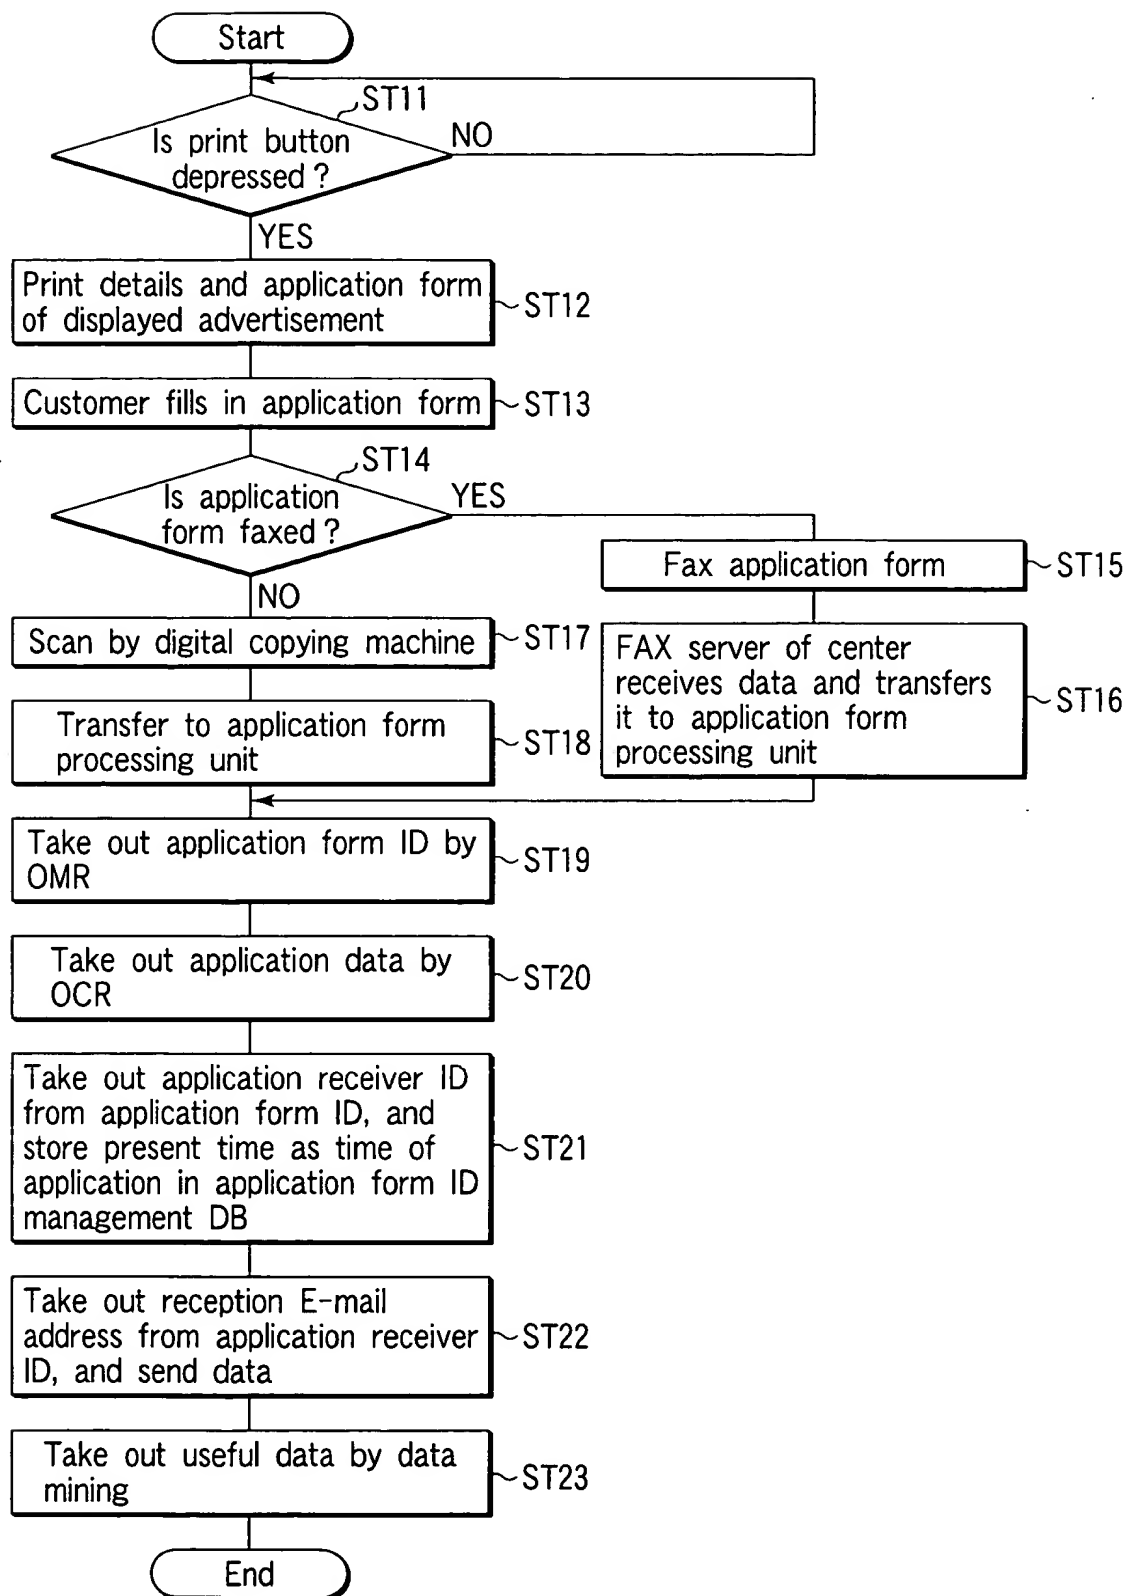 Start
ST11
Is print button
depressed?
NO
YES
Print details and application form
of displayed advertisement
ST12
Customer fills in application form
ST13
ST14
Is application
form faxed?
YES
Fax application form
ST15
NO
Scan by digital copying machine
ST17
FAX server of center
receives data and transfers
it to application form
processing unit
ST16
Transfer to application form
processing unit
ST18
Take out application form ID by
OMR
ST19
Take out application data by
OCR
ST20
Take out application receiver ID
from application form ID, and
store present time as time of
application in application form ID
management DB
ST21
Take out reception E-mail
address from application receiver
ID, and send data
ST22
Take out useful data by data
mining
ST23
End